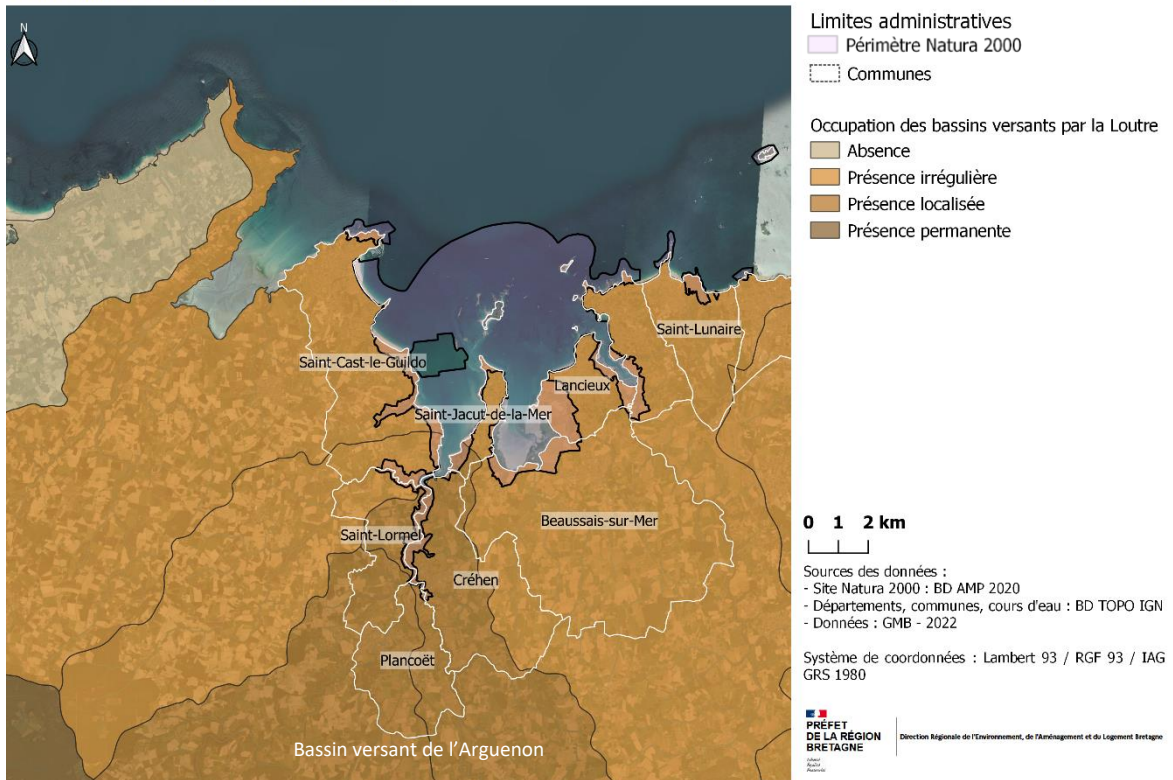 N
Saint-Cast-le-Guildo
Saint-Jacut-de-la-Mer
Lancieux
Saint-Lunaire
Beaussais-sur-Mer
Saint-Lormel
Créhen
Plancoët
Bassin versant de l'Arguenon
Limites administratives
Périmètre Natura 2000
Communes
Occupation des bassins versants par la Loutre
Absence
Présence irrégulière
Présence localisée
Présence permanente
0 1 2 km
Sources des données :
- Site Natura 2000 : BD AMP 2020
- Départements, communes, cours d'eau : BD TOPO IGN
- Données : GMB - 2022
Système de coordonnées : Lambert 93 / RGF 93 / IAG
GRS 1980
PRÉFET
DE LA RÉGION
BRETAGNE
Liberté
Égalité
Fraternité
Direction Régionale de l'Environnement, de l'Aménagement et du Logement Bretagne